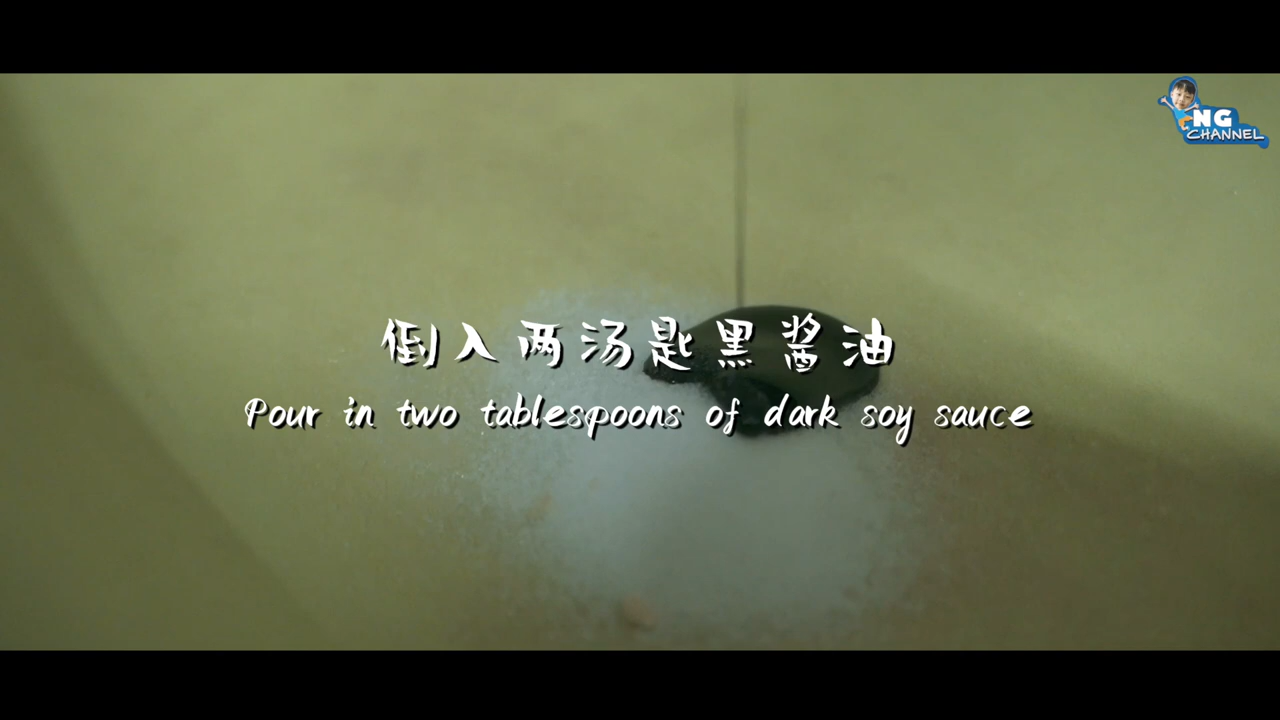 NG
CHANNEL
倒入两汤匙黑酱油
Pour in two tablespoons of dark soy sauce